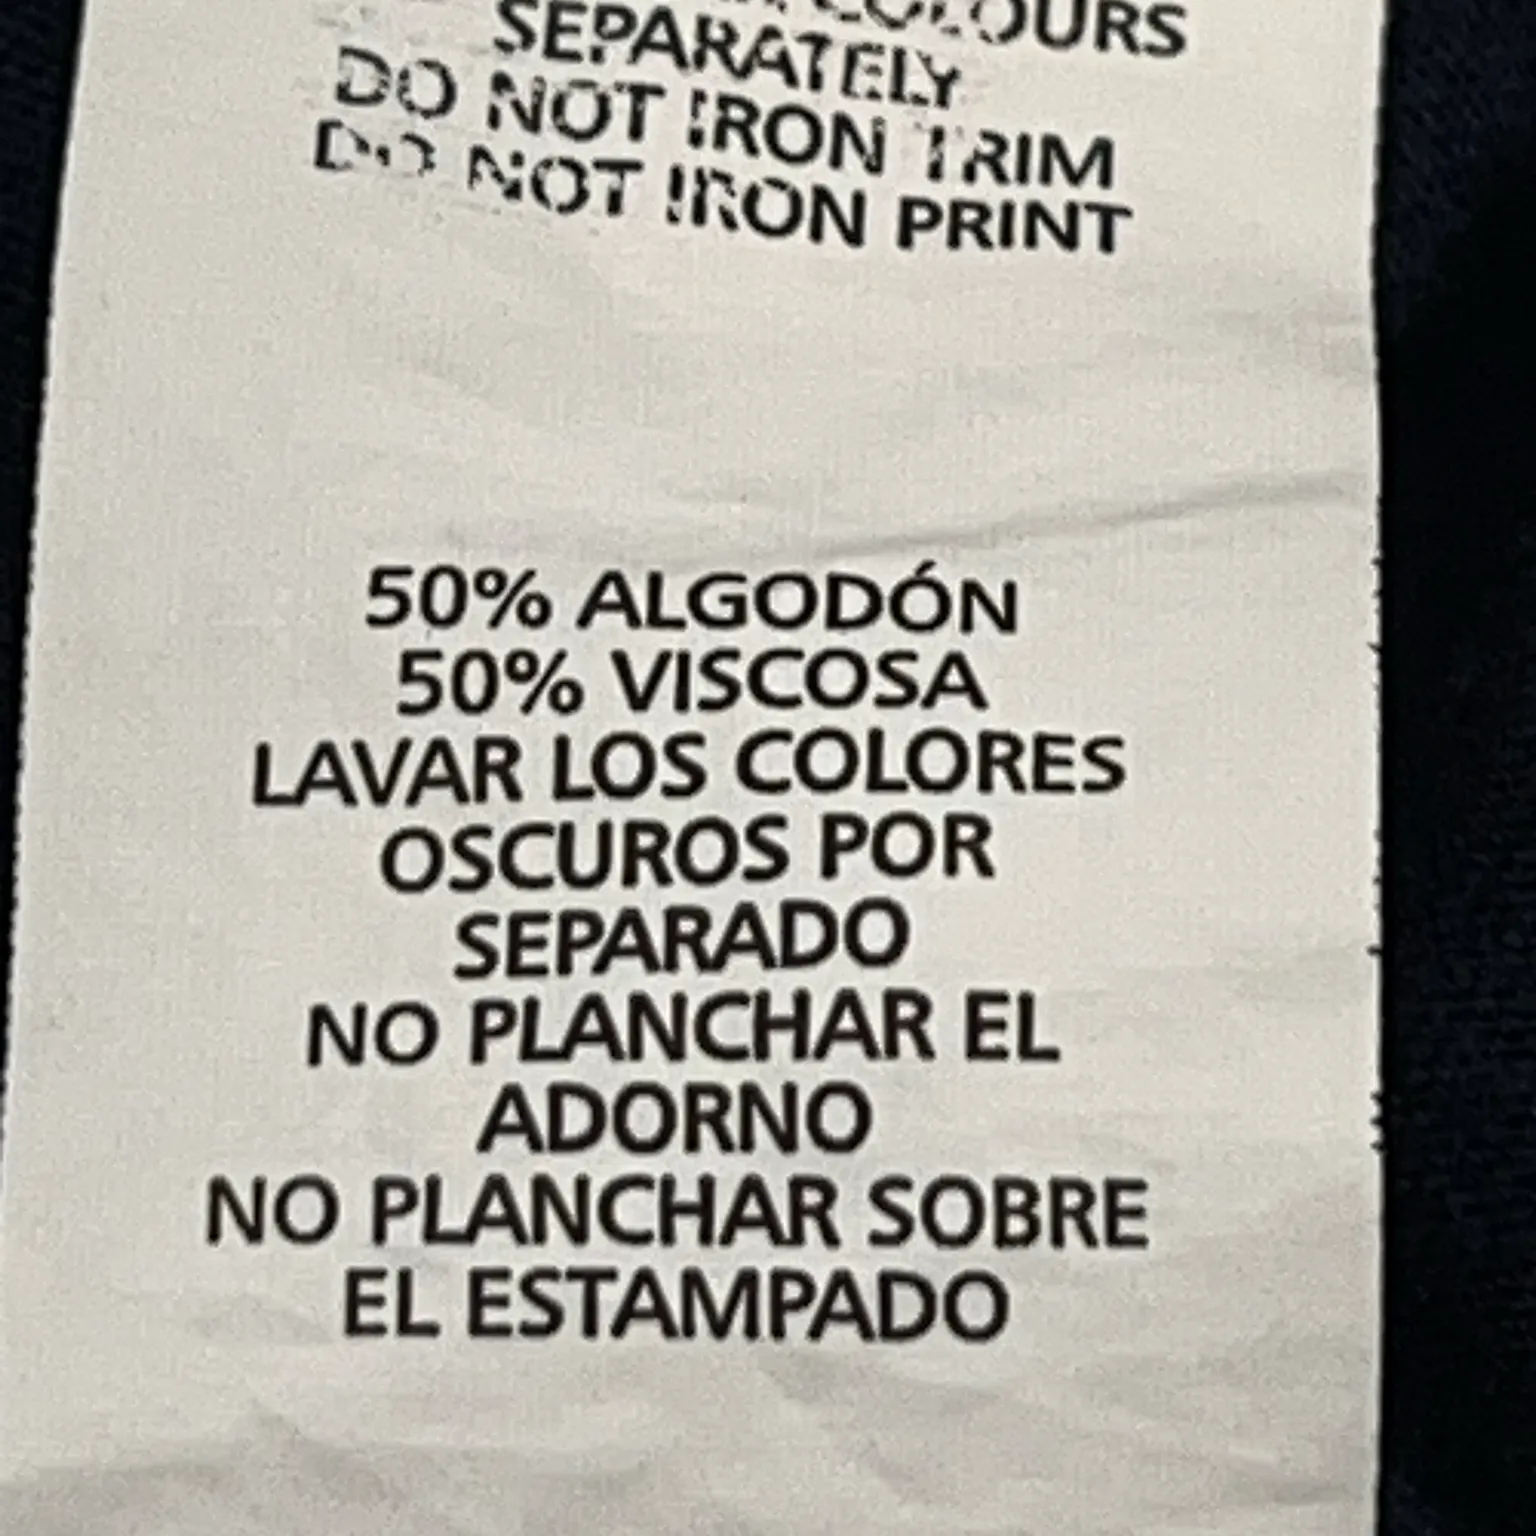 COLOURS
SEPARATELY
DO NOT IRON TRIM
DO NOT IRON PRINT
50% ALGODÓN
50% VISCOSA
LAVAR LOS COLORES
OSCUROS POR
SEPARADO
NO PLANCHAR EL
ADORNO
NO PLANCHAR SOBRE
EL ESTAMPADO